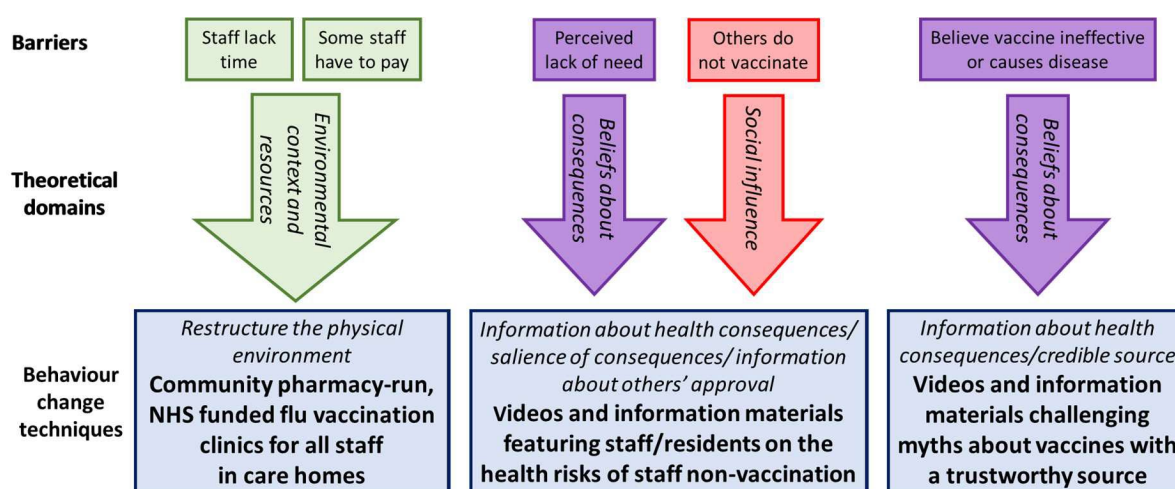 Barriers
Staff lack
time
Some staff
have to pay
Perceived
lack of need
Others do
not vaccinate
Believe vaccine ineffective
or causes disease
Theoretical
domains
Environmental
context and
resources
Beliefs about
consequences
Social influence
Beliefs about
consequences
Behaviour
change
techniques
Restructure the physical
environment
Community pharmacy-run,
NHS funded flu vaccination
clinics for all staff
in care homes
Information about health consequences/
salience of consequences/ information
about others’ approval
Videos and information materials
featuring staff/residents on the
health risks of staff non-vaccination
Information about health
consequences/credible source
Videos and information
materials challenging
myths about vaccines with
a trustworthy source